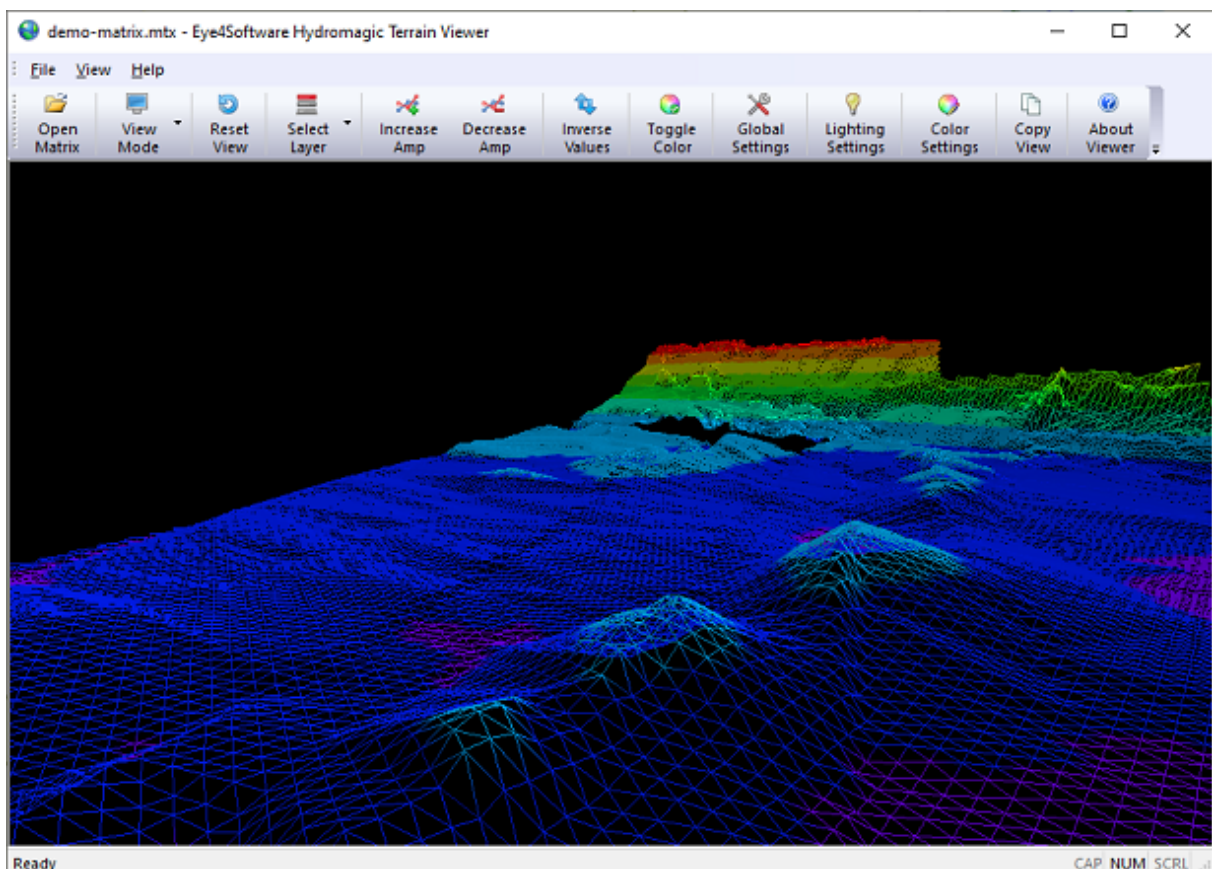 demo-matrix.mtx - Eye4Software Hydromagic Terrain Viewer
File View Help
Open Matrix
View Mode
Reset View
Select Layer
Increase Amp
Decrease Amp
Inverse Values
Toggle Color
Global Settings
Lighting Settings
Color Settings
Copy View
About Viewer
Ready
CAP NUM SCRL